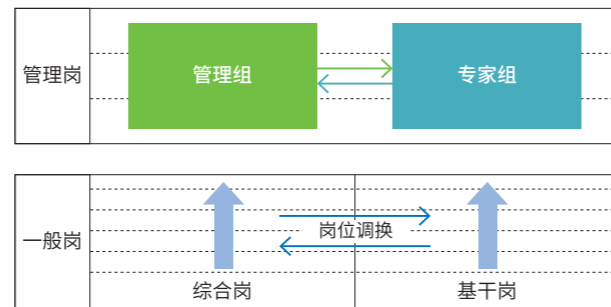 管理岗
管理组
专家组
一般岗
岗位调换
综合岗
基干岗